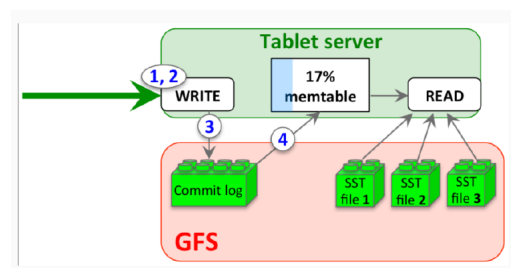 Tablet server
1, 2
WRITE
17%
memtable
READ
3
4
Commit log
SST
file 1
SST
file 2
SST
file 3
GFS